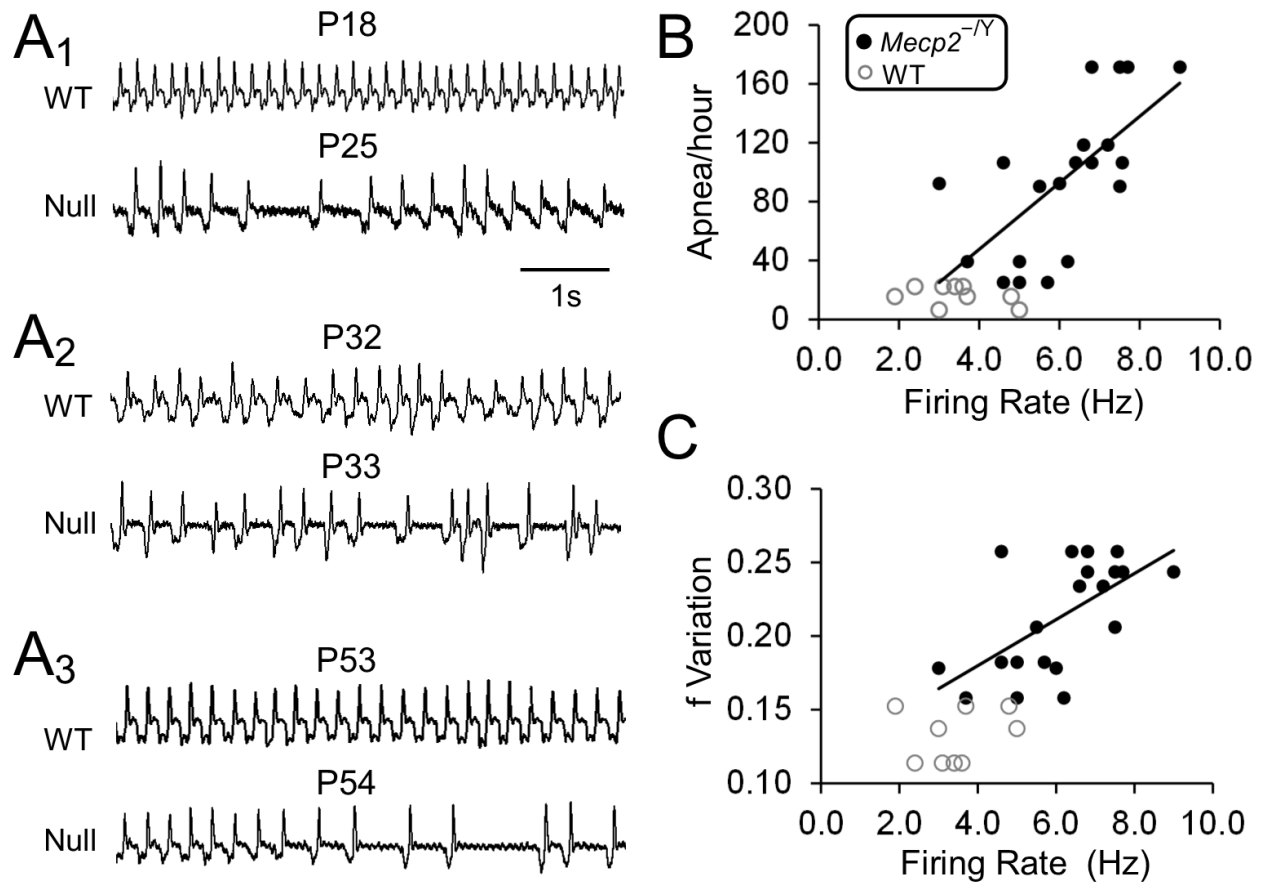 A1
P18
WT
P25
Null
1s
A2
P32
WT
P33
Null
A3
P53
WT
P54
Null
B
Mecp2−/Y
WT
Apnea/hour
200
160
120
80
40
0
0.0 2.0 4.0 6.0 8.0 10.0
Firing Rate (Hz)
C
f Variation
0.30
0.25
0.20
0.15
0.10
0.0 2.0 4.0 6.0 8.0 10.0
Firing Rate (Hz)